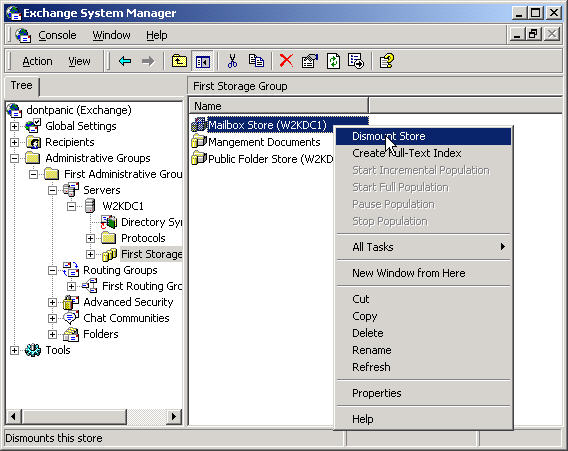 Exchange System Manager
Console Window Help
Action View
Tree
First Storage Group
dontpanic (Exchange)
Global Settings
Recipients
Administrative Groups
First Administrative Grou
Servers
W2KDC1
Directory Syn
Protocols
First Storage
Routing Groups
First Routing Gro
Advanced Security
Chat Communities
Folders
Tools
Name
Mailbox Store (W2KDC1)
Mangement Documents
Public Folder Store (W2KD
Dismount Store
Create Full-Text Index
Start Incremental Population
Start Full Population
Pause Population
Stop Population
All Tasks
New Window from Here
Cut
Copy
Delete
Rename
Refresh
Properties
Help
Dismounts this store